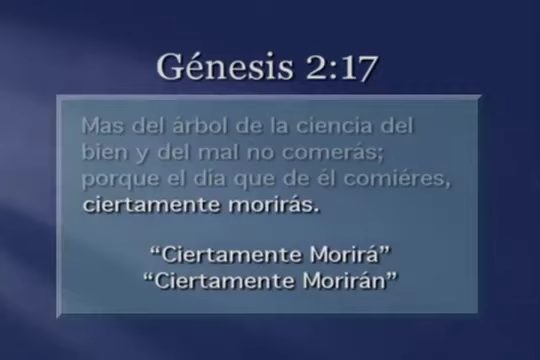 Génesis 2:17
Mas del árbol de la ciencia del
bien y del mal no comerás;
porque el día que de él comiéres,
ciertamente morirás.
“Ciertamente Morirá”
“Ciertamente Morirán”